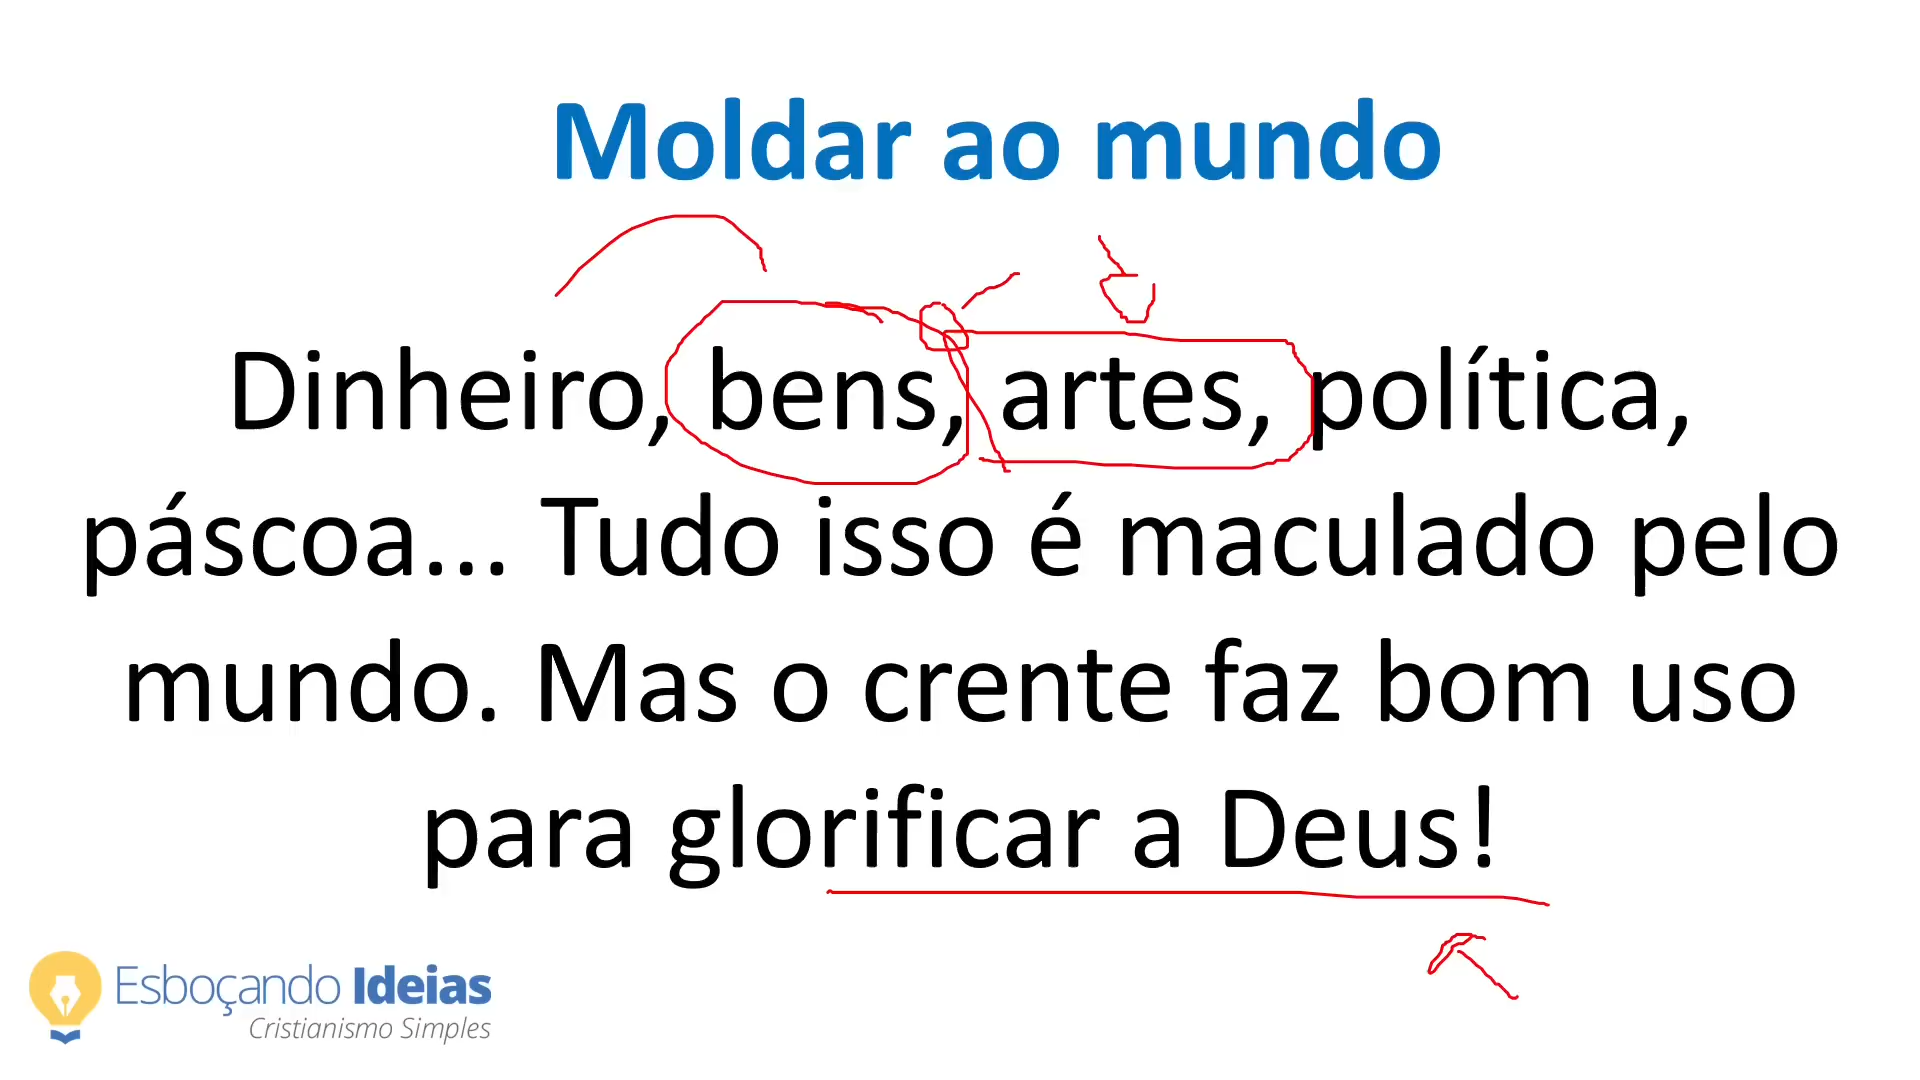 Moldar ao mundo
Dinheiro, bens, artes, política,
páscoa... Tudo isso é maculado pelo
mundo. Mas o crente faz bom uso
para glorificar a Deus!
Esboçando Ideias
Cristianismo Simples